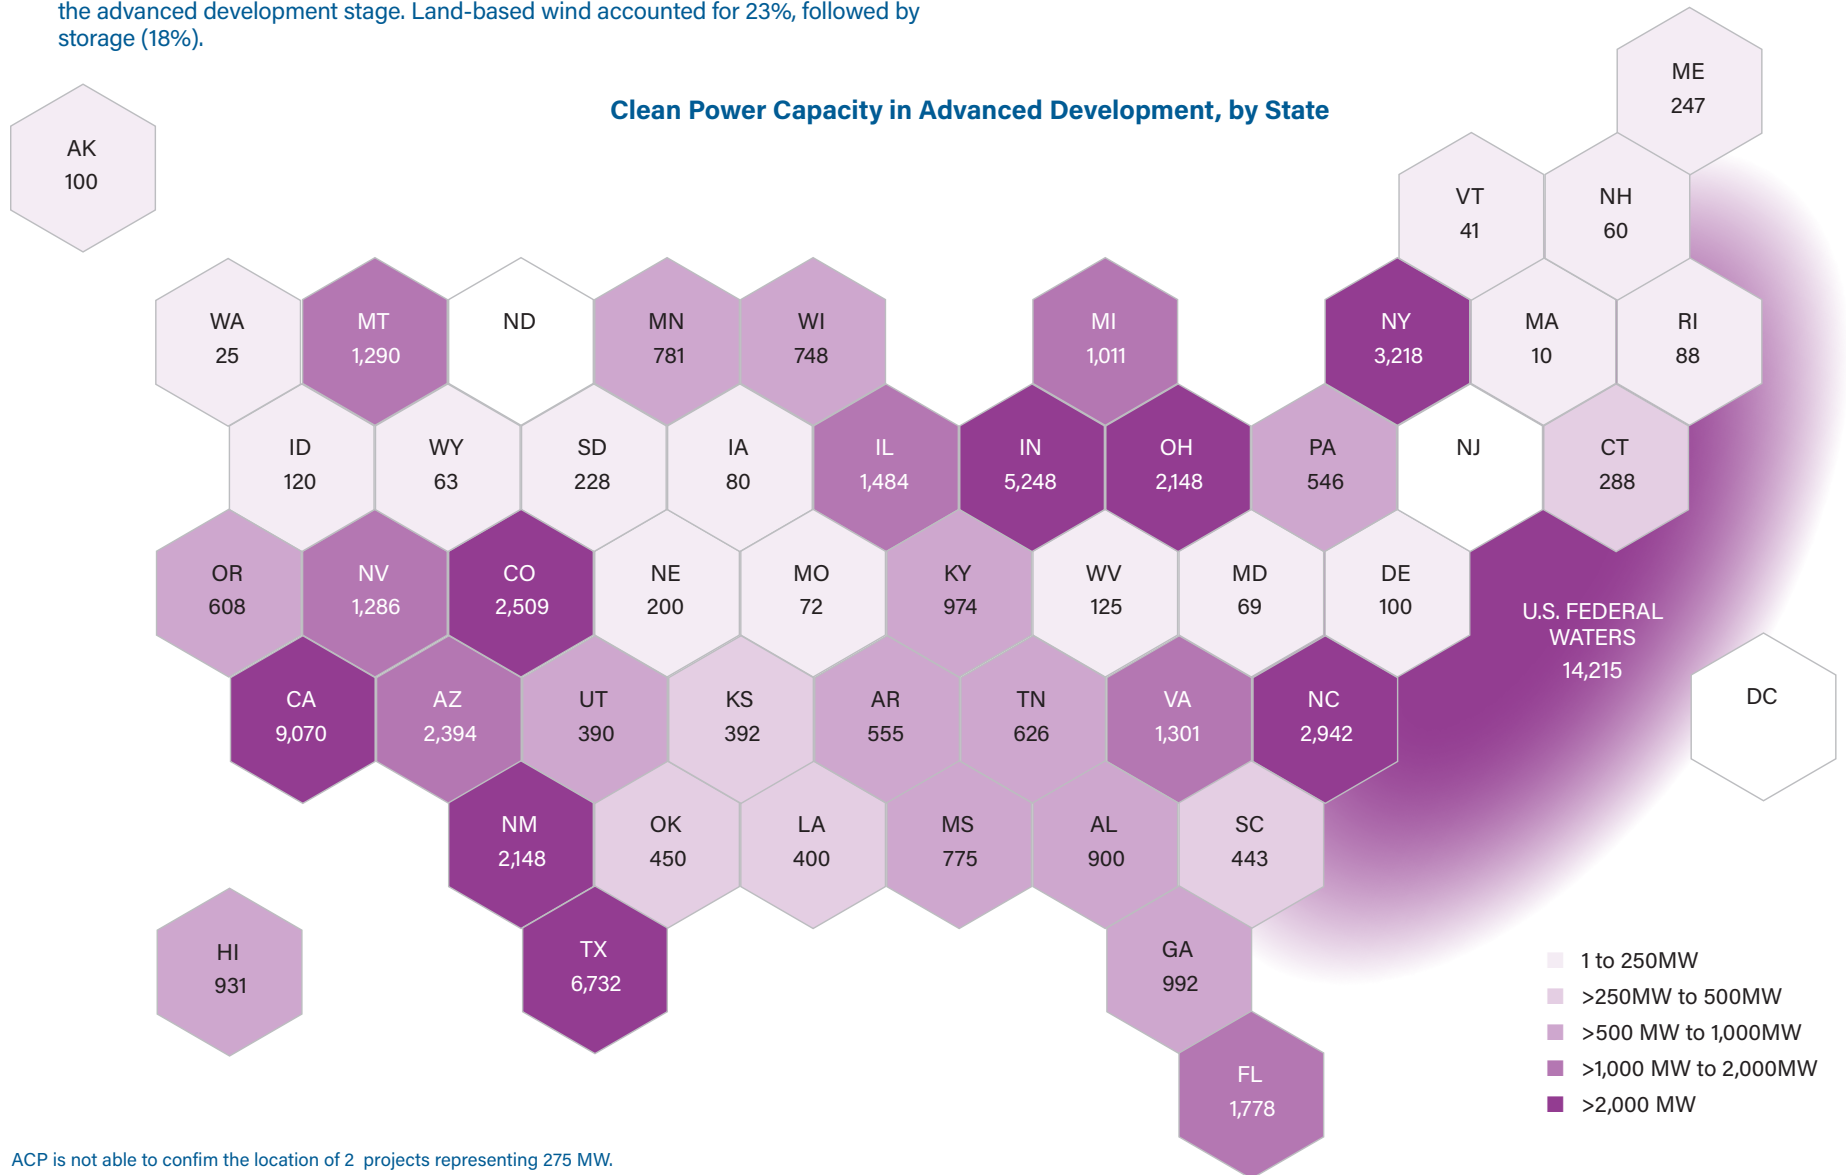 the advanced development stage. Land-based wind accounted for 23%, followed by
storage (18%).
Clean Power Capacity in Advanced Development, by State
ME
247
AK
100
VT
41
NH
60
WA
25
MT
1,290
ND
MN
781
WI
748
MI
1,011
NY
3,218
MA
10
RI
88
ID
120
WY
63
SD
228
IA
80
IL
1,484
IN
5,248
OH
2,148
PA
546
NJ
CT
288
OR
608
NV
1,286
CO
2,509
NE
200
MO
72
KY
974
WV
125
MD
69
DE
100
U.S. FEDERAL
WATERS
14,215
CA
9,070
AZ
2,394
UT
390
KS
392
AR
555
TN
626
VA
1,301
NC
2,942
DC
NM
2,148
OK
450
LA
400
MS
775
AL
900
SC
443
HI
931
TX
6,732
GA
992
FL
1,778
1 to 250MW
>250MW to 500MW
>500 MW to 1,000MW
>1,000 MW to 2,000MW
>2,000 MW
ACP is not able to confim the location of 2 projects representing 275 MW.